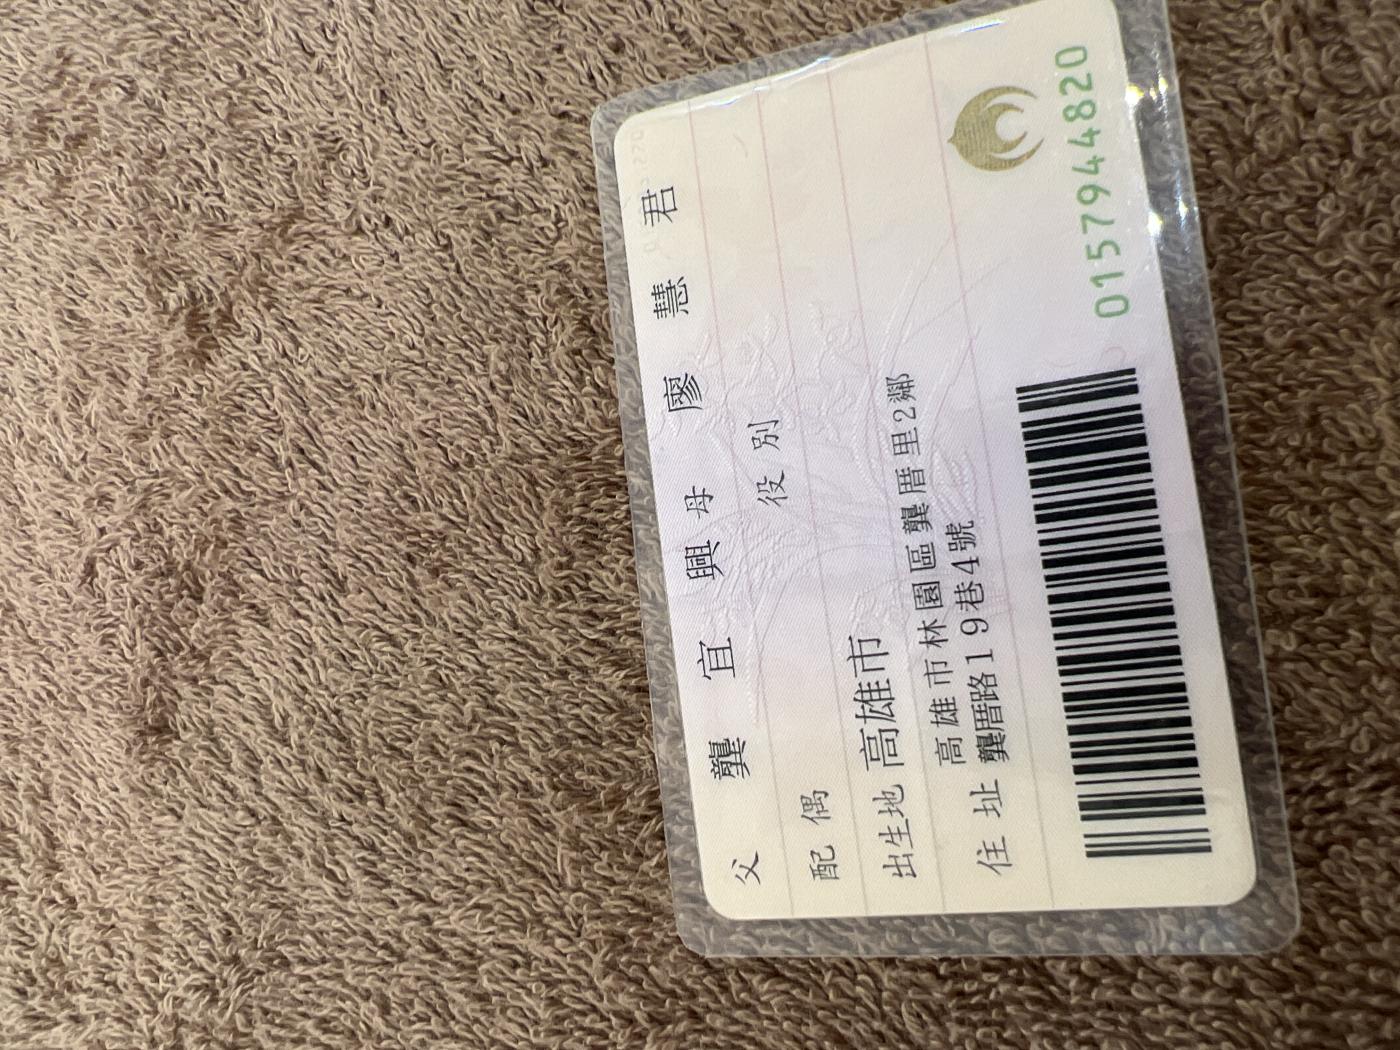 父 龔宜興 母 廖慧君
配偶 役別
出生地 高雄市
住址 高雄市林園區龔厝里2鄰
龔厝路19巷4號
0157944820